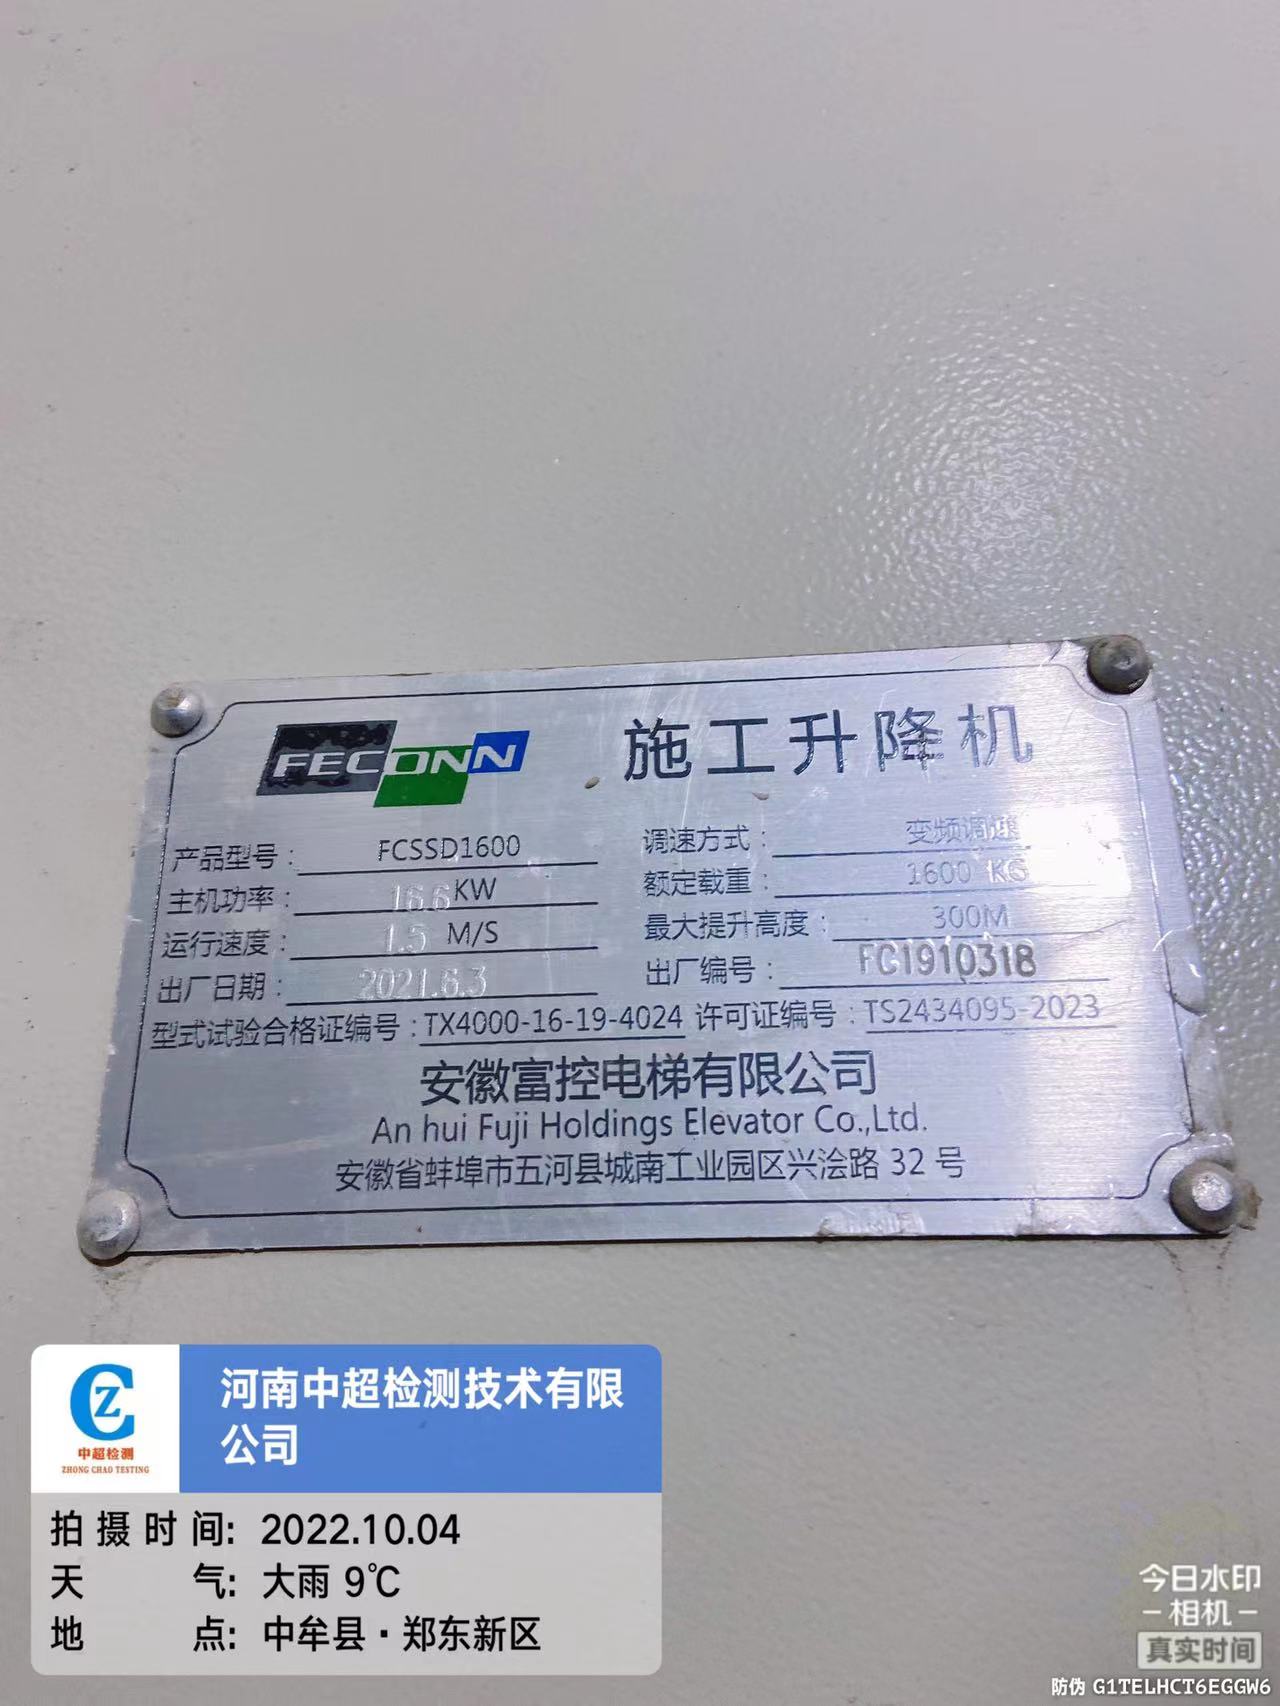 FECONN 施工升降机
产品型号： FCSSD1600 调速方式： 变频调速
主机功率： 16.6 KW 额定载重： 1600 KG
运行速度： 1.5 M/S 最大提升高度： 300M
出厂日期： 2021.6.3 出厂编号： FC1910318
型式试验合格证编号：TX4000-16-19-4024 许可证编号：TS2434095-2023
安徽富控电梯有限公司
An hui Fuji Holdings Elevator Co.,Ltd.
安徽省蚌埠市五河县城南工业园区兴浍路 32 号
CZ
中超检测
ZHONG CHAO TESTING
河南中超检测技术有限
公司
拍摄时间: 2022.10.04
天气: 大雨 9℃
地点: 中牟县·郑东新区
今日水印
-相机-
真实时间
防伪 G1TELHCT6EGGW6